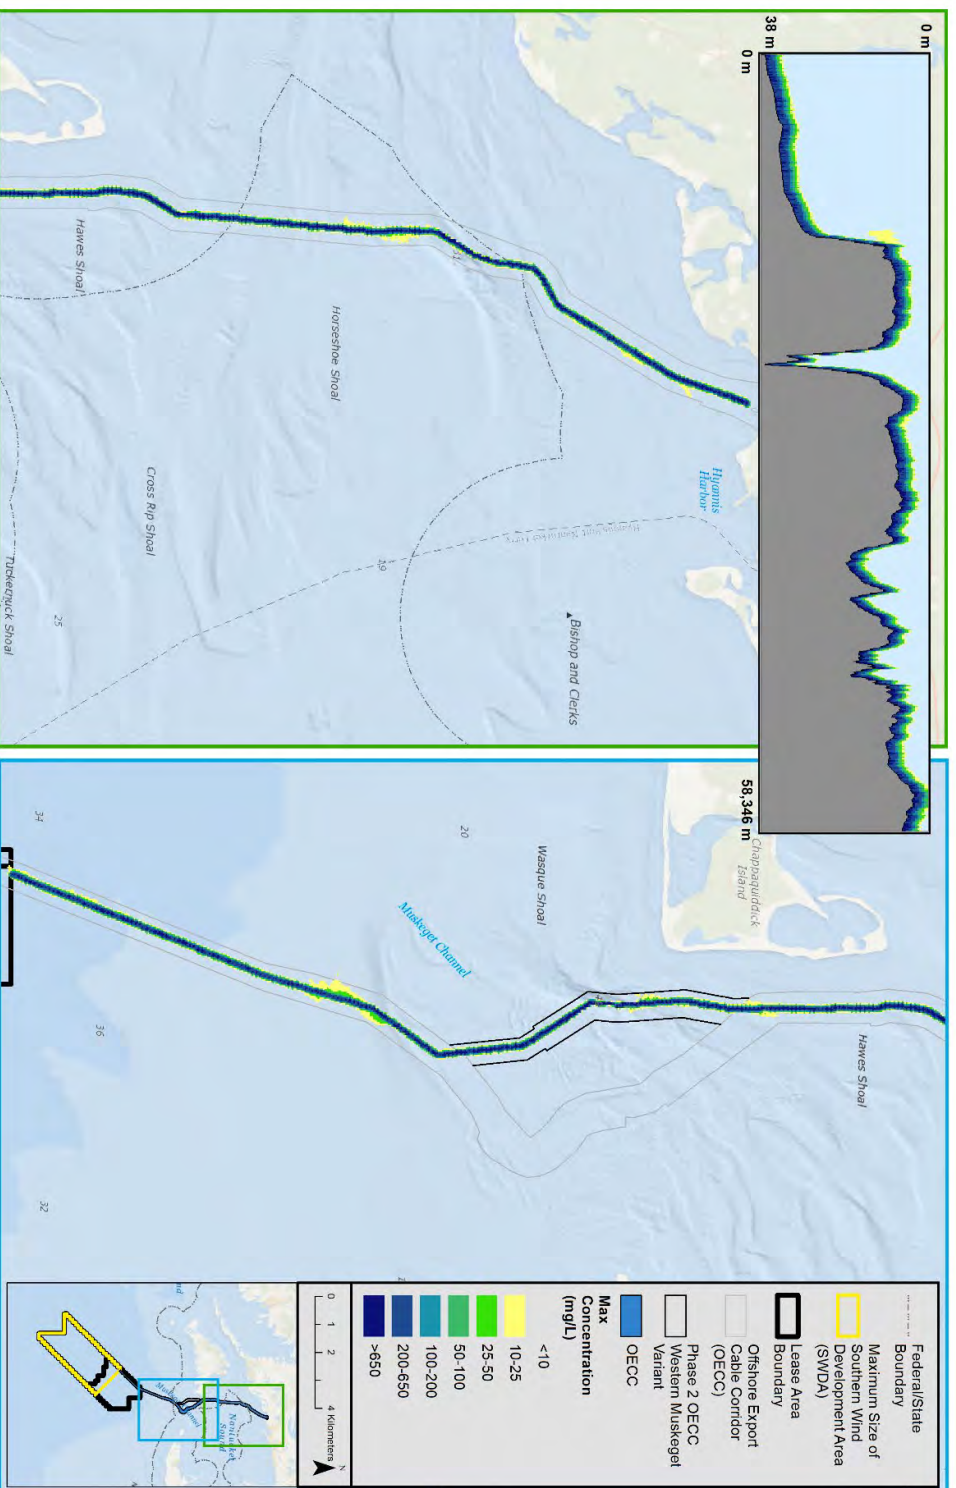 0 m
38 m
0 m
58,346 m
Hawes Shoal
Horseshoe Shoal
Cross Rip Shoal
Tuckernuck Shoal
25
19
Hyannis
Harbor
Bishop and Clerks
Chappaquiddick
Island
Wasque Shoal
Muskeget Channel
Hawes Shoal
20
34
36
32
Federal/State
Boundary
Maximum Size of
Southern Wind
Development Area
(SWDA)
Lease Area
Boundary
Offshore Export
Cable Corridor
(OECC)
Phase 2 OECC
Western Muskeget
Variant
OECC
Max
Concentration
(mg/L)
<10
10-25
25-50
50-100
100-200
200-650
>650
0 1 2 4 Kilometers
N
Nantucket
Sound